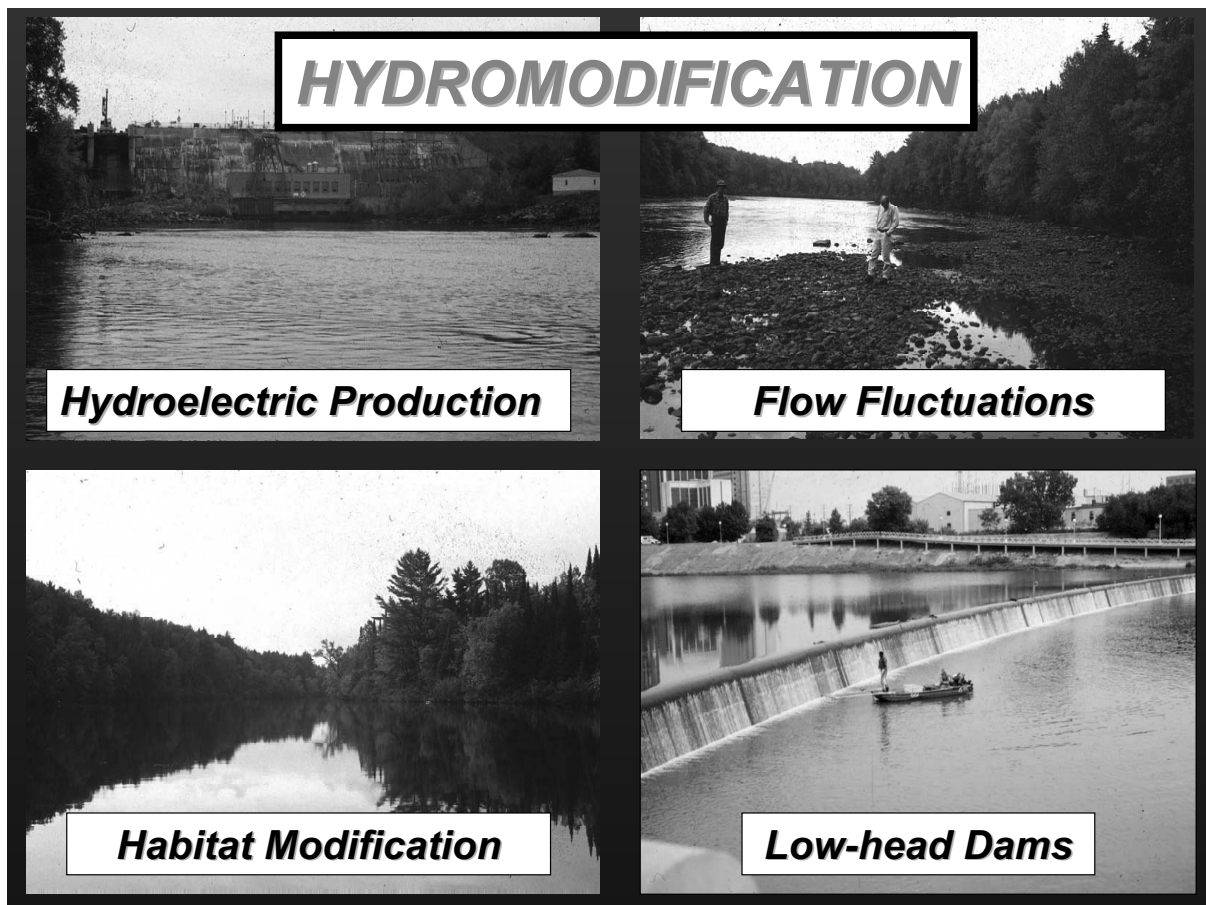 HYDROMODIFICATION
Hydroelectric Production
Flow Fluctuations
Habitat Modification
Low-head Dams